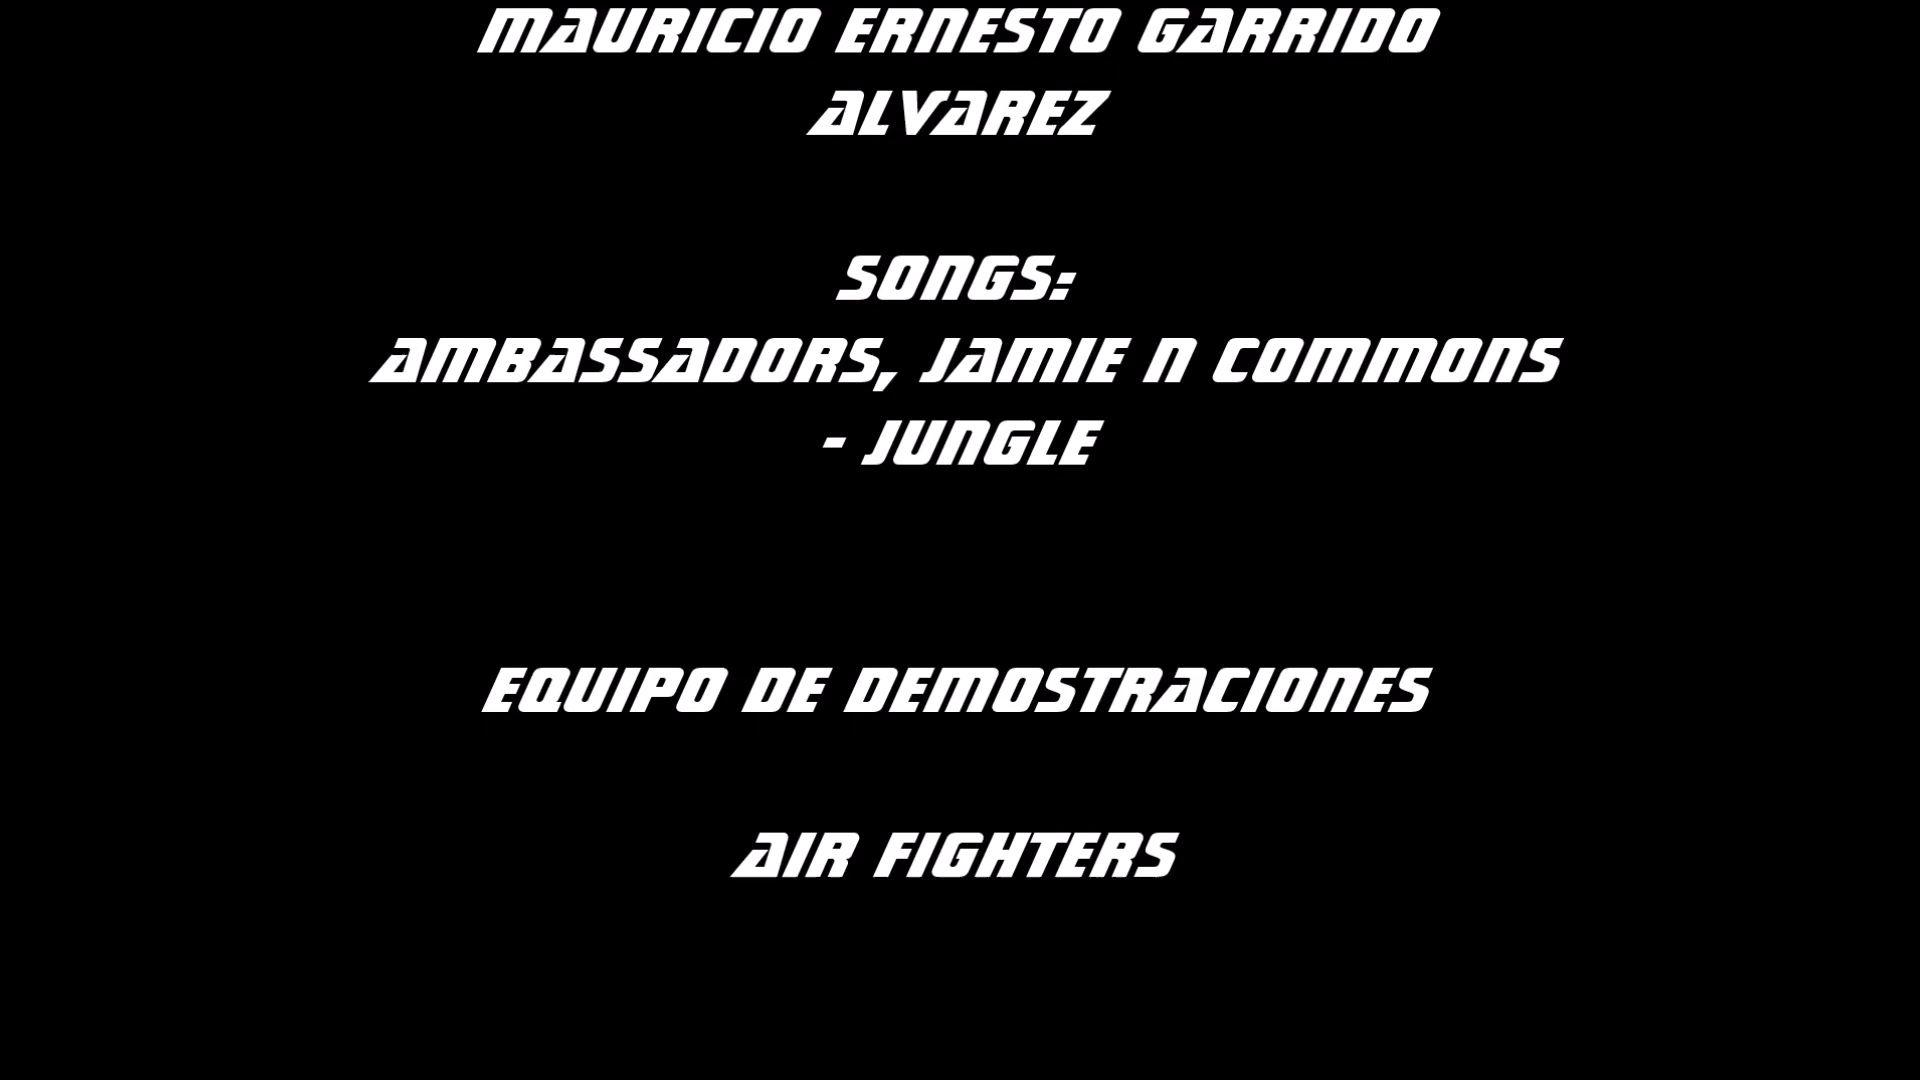 MAURICIO ERNESTO GARRIDO
ALVAREZ
SONGS:
AMBASSADORS, JAMIE N COMMONS
- JUNGLE
EQUIPO DE DEMOSTRACIONES
AIR FIGHTERS